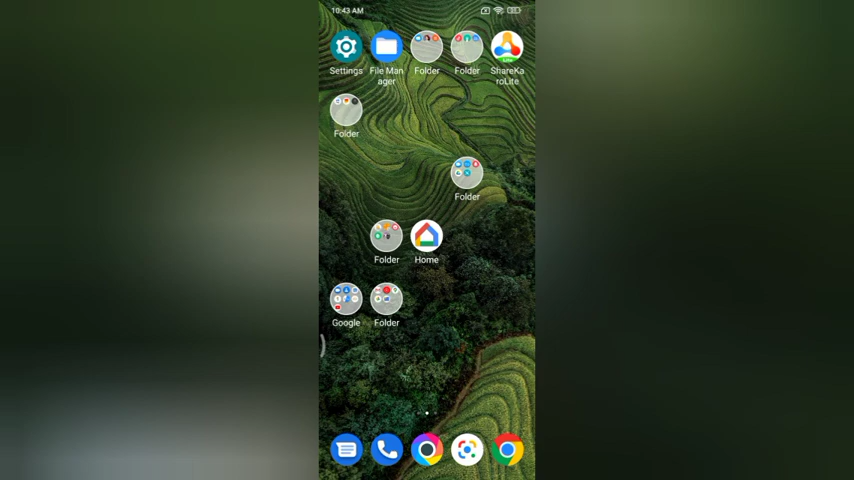 10:43 AM
Settings
File Man
ager
Folder
Folder
ShareKa
roLite
Folder
Folder
Folder
Home
Google
Folder